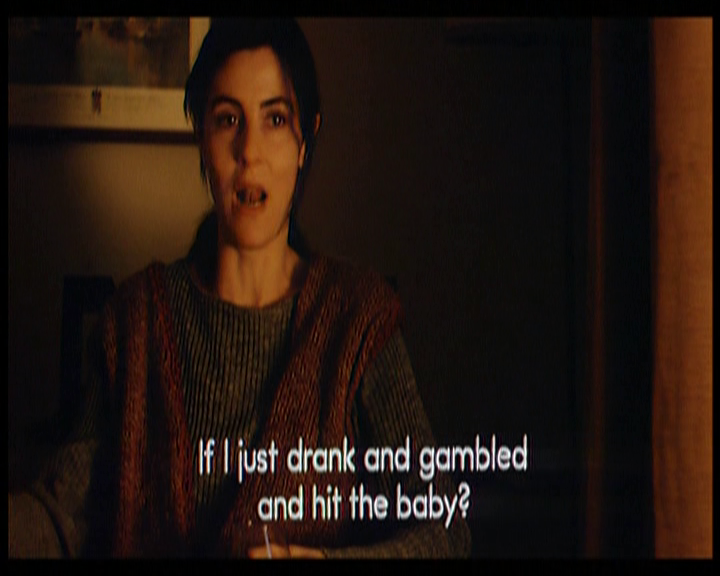 If I just drank and gambled
and hit the baby?